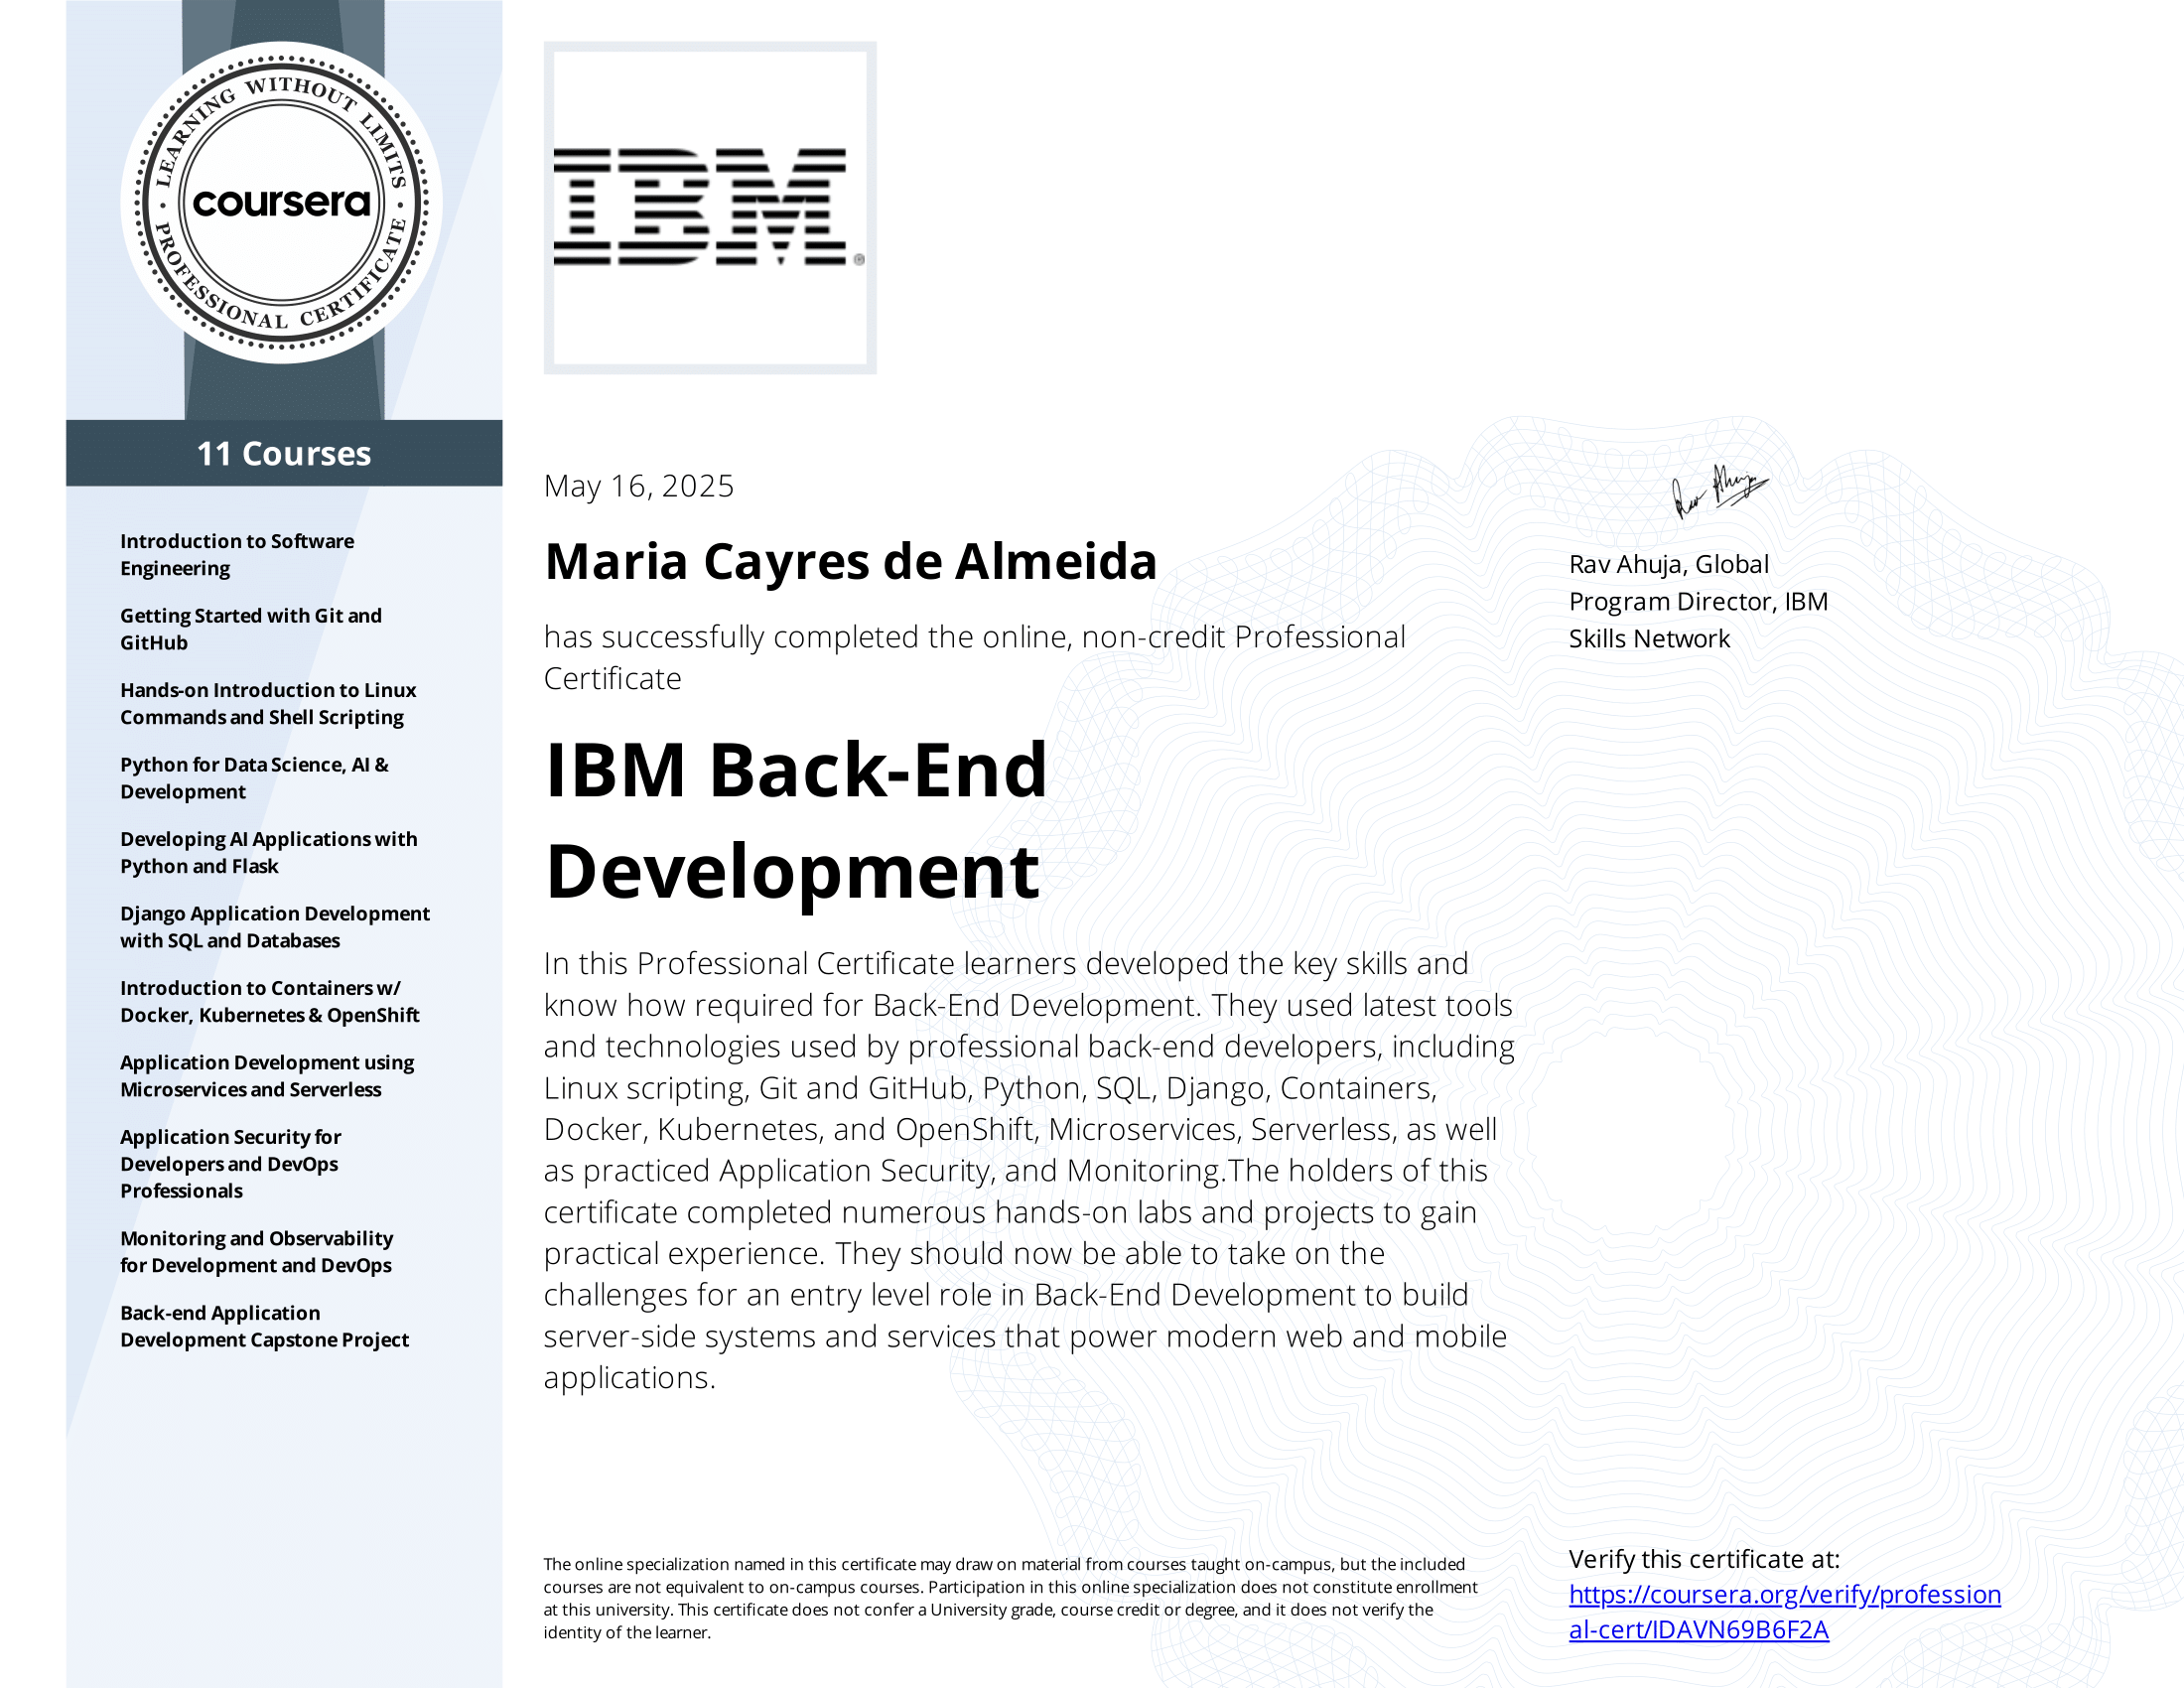 LEARNING WITHOUT LIMITS
coursera
PROFESSIONAL CERTIFICATE
IBM®
11 Courses
Introduction to Software
Engineering
Getting Started with Git and
GitHub
Hands-on Introduction to Linux
Commands and Shell Scripting
Python for Data Science, AI &
Development
Developing AI Applications with
Python and Flask
Django Application Development
with SQL and Databases
Introduction to Containers w/
Docker, Kubernetes & OpenShift
Application Development using
Microservices and Serverless
Application Security for
Developers and DevOps
Professionals
Monitoring and Observability
for Development and DevOps
Back-end Application
Development Capstone Project
May 16, 2025
Maria Cayres de Almeida
has successfully completed the online, non-credit Professional
Certificate
IBM Back-End
Development
In this Professional Certificate learners developed the key skills and
know how required for Back-End Development. They used latest tools
and technologies used by professional back-end developers, including
Linux scripting, Git and GitHub, Python, SQL, Django, Containers,
Docker, Kubernetes, and OpenShift, Microservices, Serverless, as well
as practiced Application Security, and Monitoring.The holders of this
certificate completed numerous hands-on labs and projects to gain
practical experience. They should now be able to take on the
challenges for an entry level role in Back-End Development to build
server-side systems and services that power modern web and mobile
applications.
Rav Ahuja
Rav Ahuja, Global
Program Director, IBM
Skills Network
The online specialization named in this certificate may draw on material from courses taught on-campus, but the included
courses are not equivalent to on-campus courses. Participation in this online specialization does not constitute enrollment
at this university. This certificate does not confer a University grade, course credit or degree, and it does not verify the
identity of the learner.
Verify this certificate at:
https://coursera.org/verify/profession
al-cert/IDAVN69B6F2A